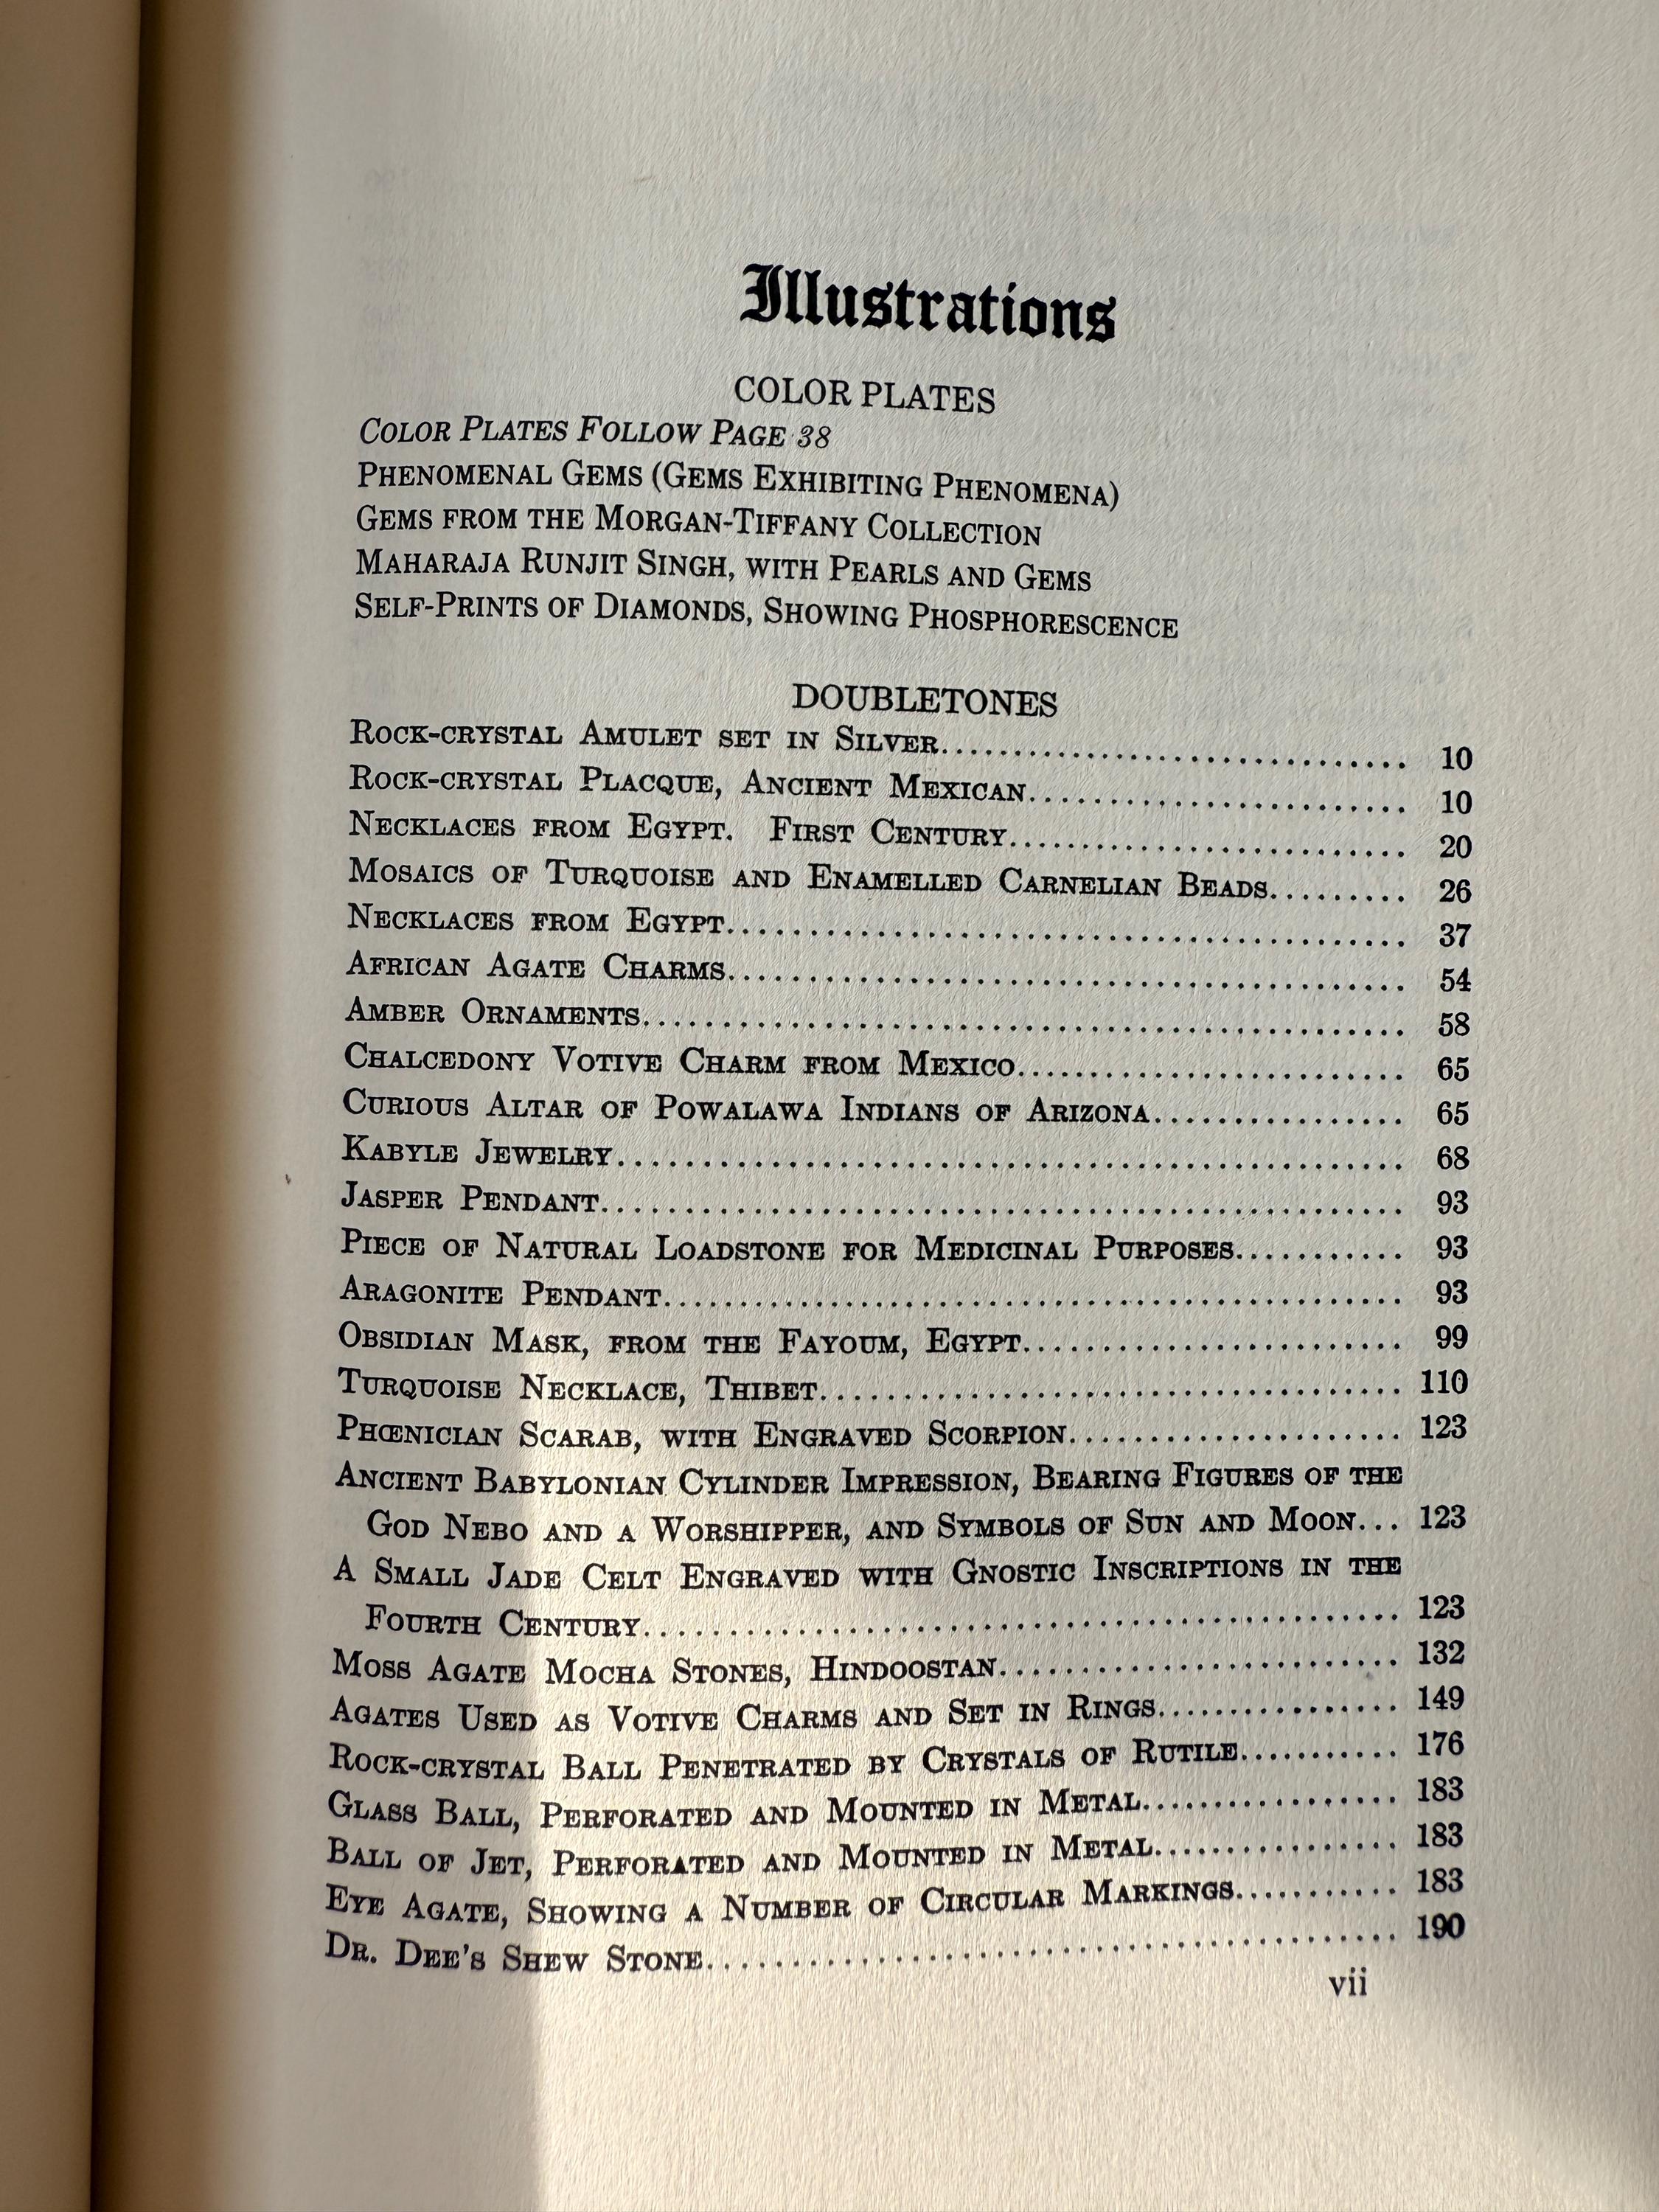 Illustrations
COLOR PLATES
COLOR PLATES FOLLOW PAGE 38
PHENOMENAL GEMS (GEMS EXHIBITING PHENOMENA)
GEMS FROM THE MORGAN-TIFFANY COLLECTION
MAHARAJA RUNJIT SINGH, WITH PEARLS AND GEMS
SELF-PRINTS OF DIAMONDS, SHOWING PHOSPHORESCENCE
DOUBLETONES
ROCK-CRYSTAL AMULET SET IN SILVER................................ 10
ROCK-CRYSTAL PLACQUE, ANCIENT MEXICAN.......................... 10
NECKLACES FROM EGYPT. FIRST CENTURY............................ 20
MOSAICS OF TURQUOISE AND ENAMELLED CARNELIAN BEADS......... 26
NECKLACES FROM EGYPT............................................ 37
AFRICAN AGATE CHARMS............................................ 54
AMBER ORNAMENTS................................................. 58
CHALCEDONY VOTIVE CHARM FROM MEXICO........................... 65
CURIOUS ALTAR OF POWALAWA INDIANS OF ARIZONA................ 65
KABYLE JEWELRY................................................... 68
JASPER PENDANT................................................... 93
PIECE OF NATURAL LOADSTONE FOR MEDICINAL PURPOSES........... 93
ARAGONITE PENDANT............................................... 93
OBSIDIAN MASK, FROM THE FAYOUM, EGYPT......................... 99
TURQUOISE NECKLACE, THIBET..................................... 110
PHŒNICIAN SCARAB, WITH ENGRAVED SCORPION..................... 123
ANCIENT BABYLONIAN CYLINDER IMPRESSION, BEARING FIGURES OF THE
GOD NEBO AND A WORSHIPPER, AND SYMBOLS OF SUN AND MOON... 123
A SMALL JADE CELT ENGRAVED WITH GNOSTIC INSCRIPTIONS IN THE
FOURTH CENTURY................................................ 123
MOSS AGATE MOCHA STONES, HINDOOSTAN.......................... 132
AGATES USED AS VOTIVE CHARMS AND SET IN RINGS................ 149
ROCK-CRYSTAL BALL PENETRATED BY CRYSTALS OF RUTILE........... 176
GLASS BALL, PERFORATED AND MOUNTED IN METAL................. 183
BALL OF JET, PERFORATED AND MOUNTED IN METAL................ 183
EYE AGATE, SHOWING A NUMBER OF CIRCULAR MARKINGS........... 183
DR. DEE'S SHEW STONE............................................ 190
vii